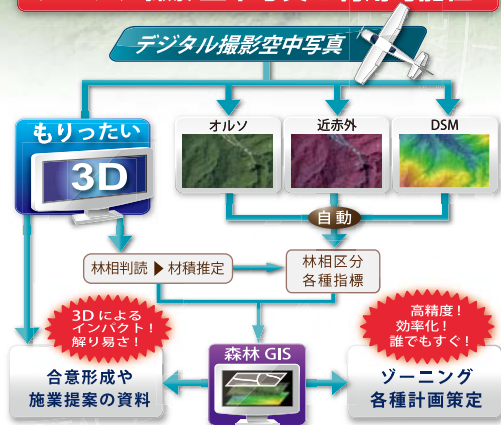 デジタル撮影空中写真
もりったい
3D
オルソ
近赤外
DSM
自動
林相判読 ▶ 材積推定
林相区分
各種指標
3Dによる
インパクト!
解り易さ!
高精度!
効率化!
誰でもすぐ!
合意形成や
施業提案の資料
森林 GIS
ゾーニング
各種計画策定